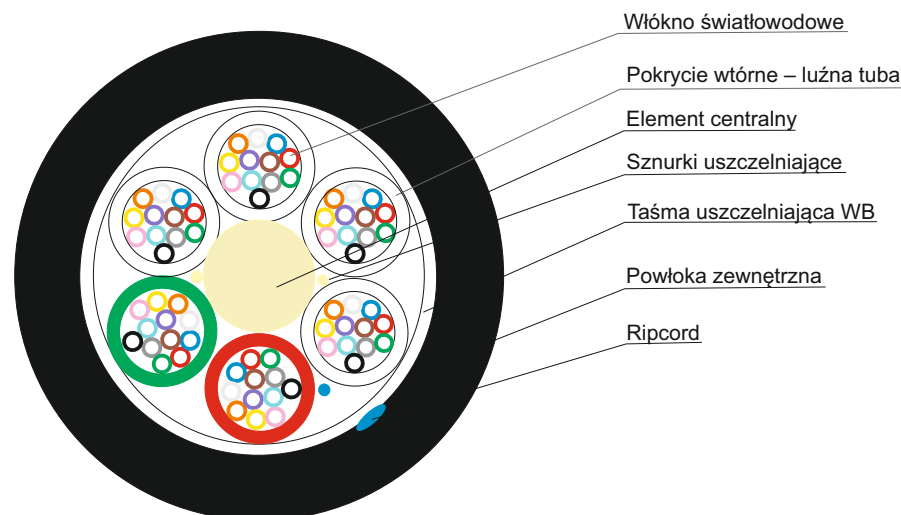 Włókno światłowodowe
Pokrycie wtórne – luźna tuba
Element centralny
Sznurki uszczelniające
Taśma uszczelniająca WB
Powłoka zewnętrzna
Ripcord